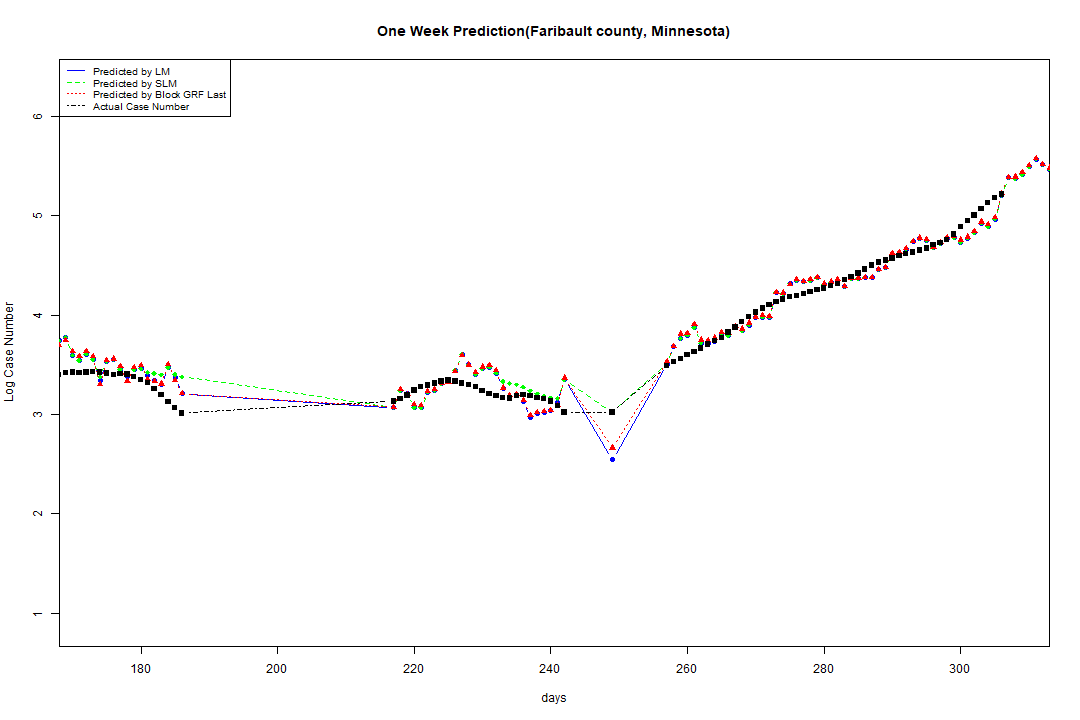 One Week Prediction(Faribault county, Minnesota)
Predicted by LM
Predicted by SLM
Predicted by Block GRF Last
Actual Case Number
6
5
4
3
2
1
Log Case Number
180 200 220 240 260 280 300
days